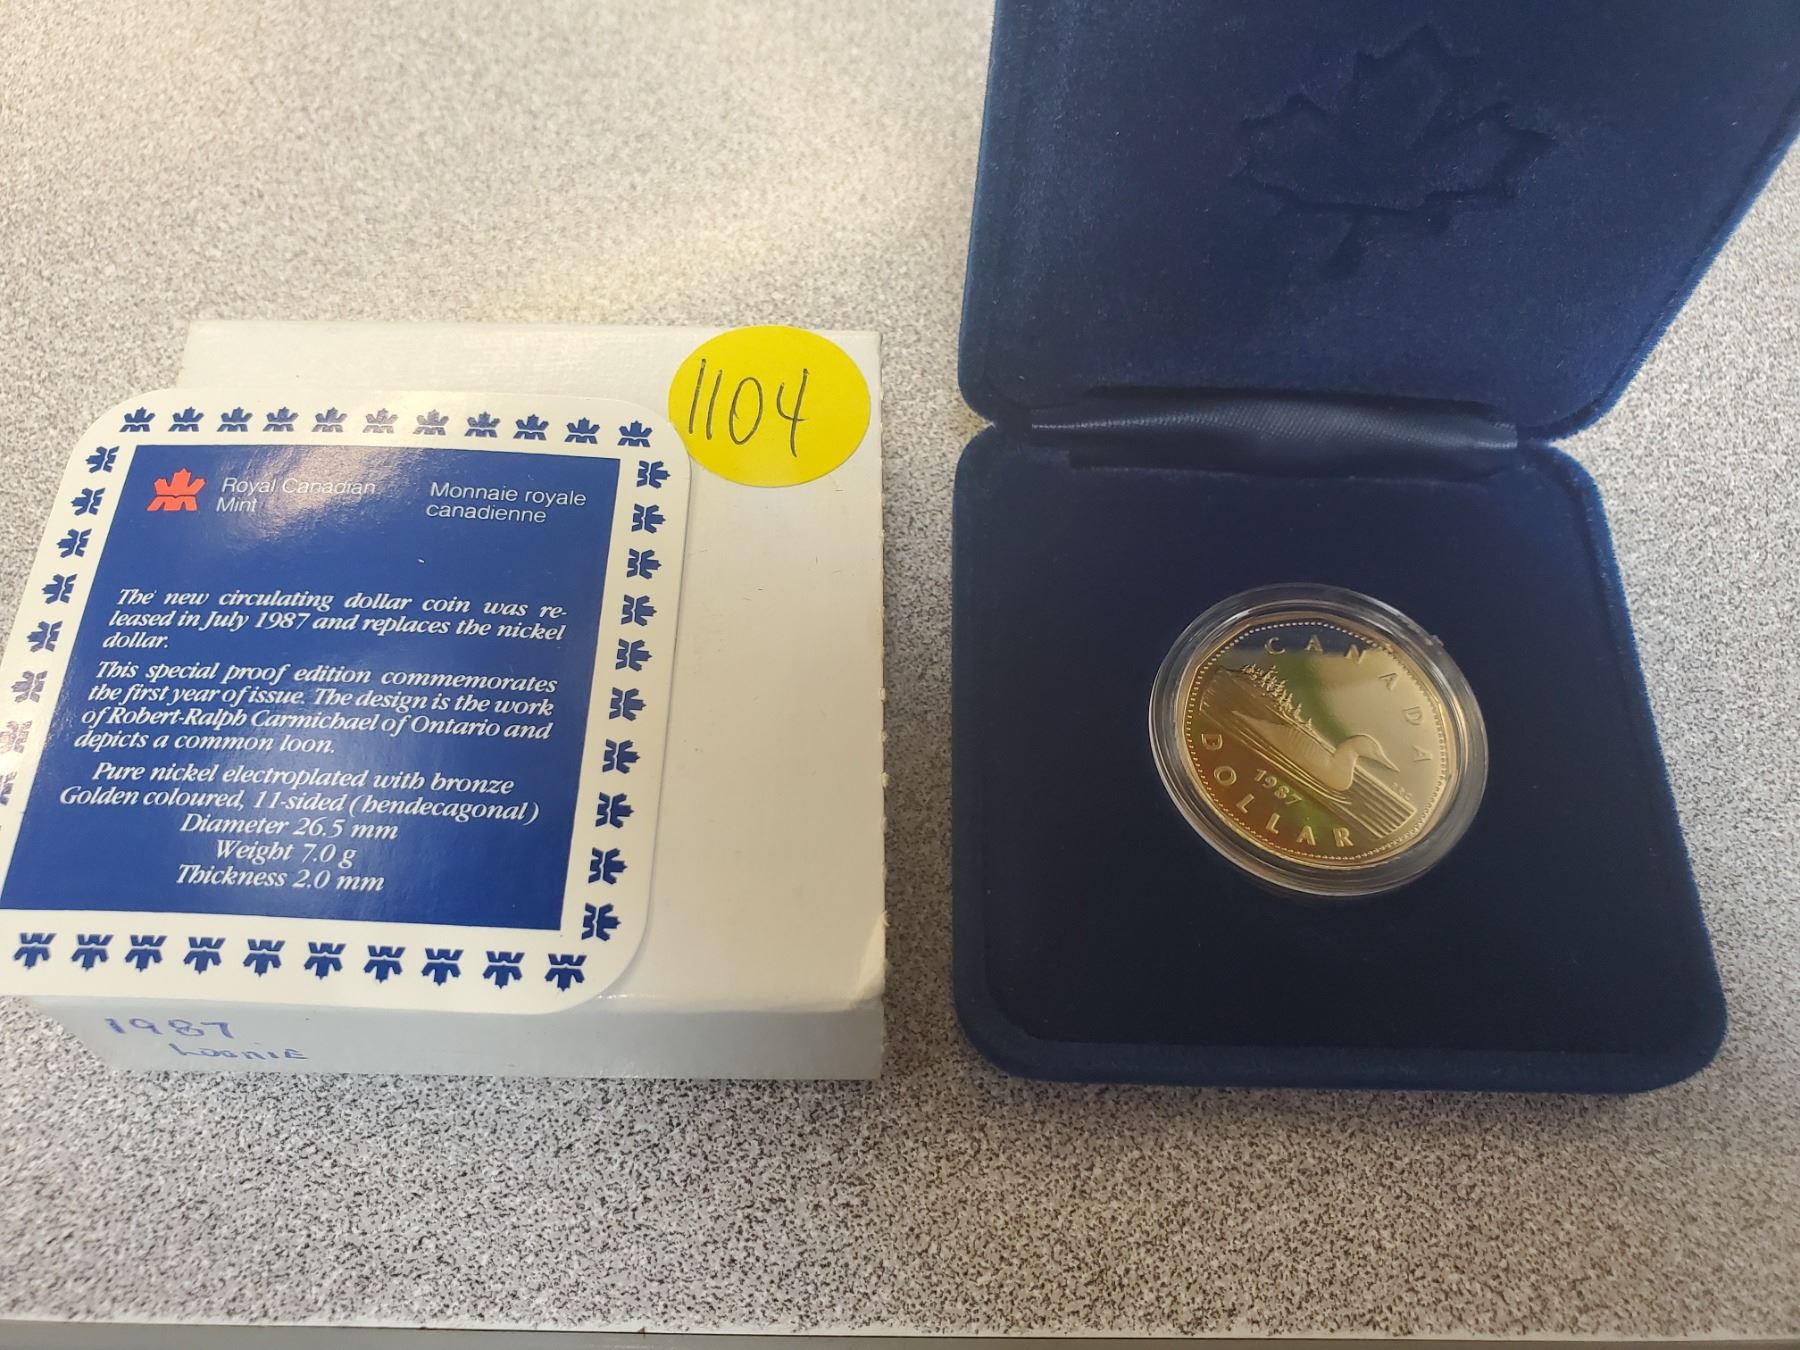 1104
Royal Canadian
Mint
Monnaie royale
canadienne
The new circulating dollar coin was re-
leased in July 1987 and replaces the nickel
dollar.
This special proof edition commemorates
the first year of issue. The design is the work
of Robert-Ralph Carmichael of Ontario and
depicts a common loon.
Pure nickel electroplated with bronze
Golden coloured, 11-sided (hendecagonal)
Diameter 26.5 mm
Weight 7.0 g
Thickness 2.0 mm
1987
LOONIE
CANADA
1987
DOLLAR
RRC